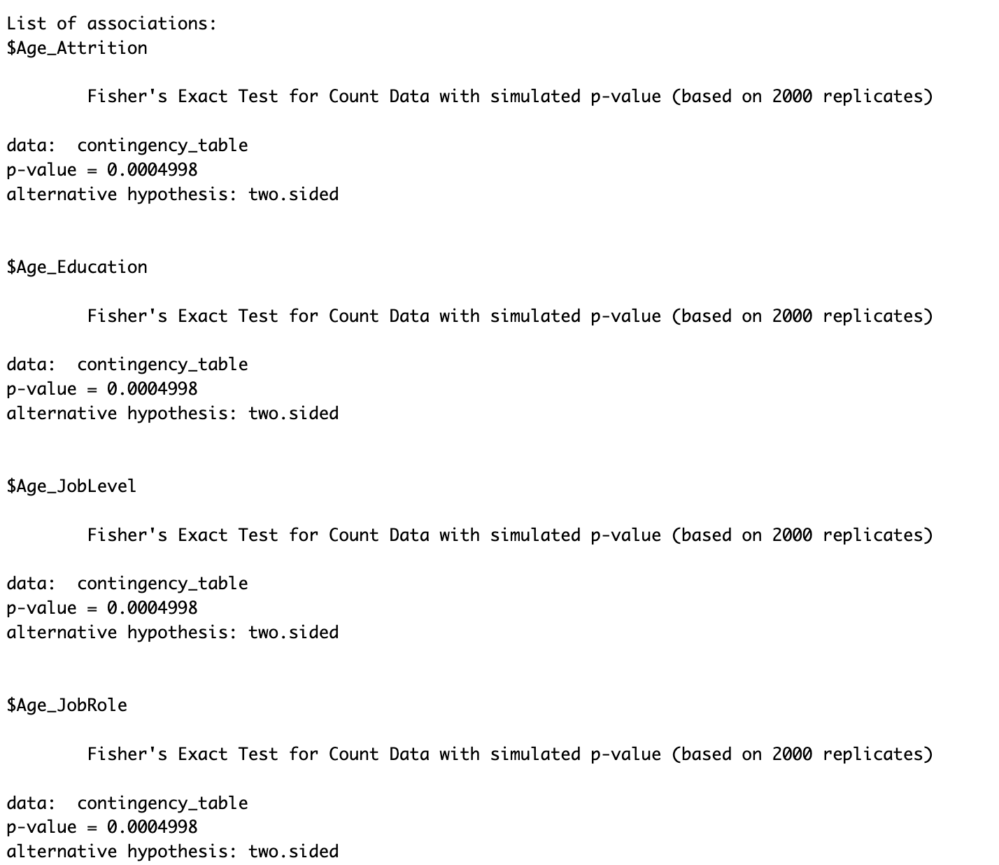 List of associations:
$Age_Attrition
Fisher's Exact Test for Count Data with simulated p-value (based on 2000 replicates)
data:  contingency_table
p-value = 0.0004998
alternative hypothesis: two.sided
$Age_Education
Fisher's Exact Test for Count Data with simulated p-value (based on 2000 replicates)
data:  contingency_table
p-value = 0.0004998
alternative hypothesis: two.sided
$Age_JobLevel
Fisher's Exact Test for Count Data with simulated p-value (based on 2000 replicates)
data:  contingency_table
p-value = 0.0004998
alternative hypothesis: two.sided
$Age_JobRole
Fisher's Exact Test for Count Data with simulated p-value (based on 2000 replicates)
data:  contingency_table
p-value = 0.0004998
alternative hypothesis: two.sided